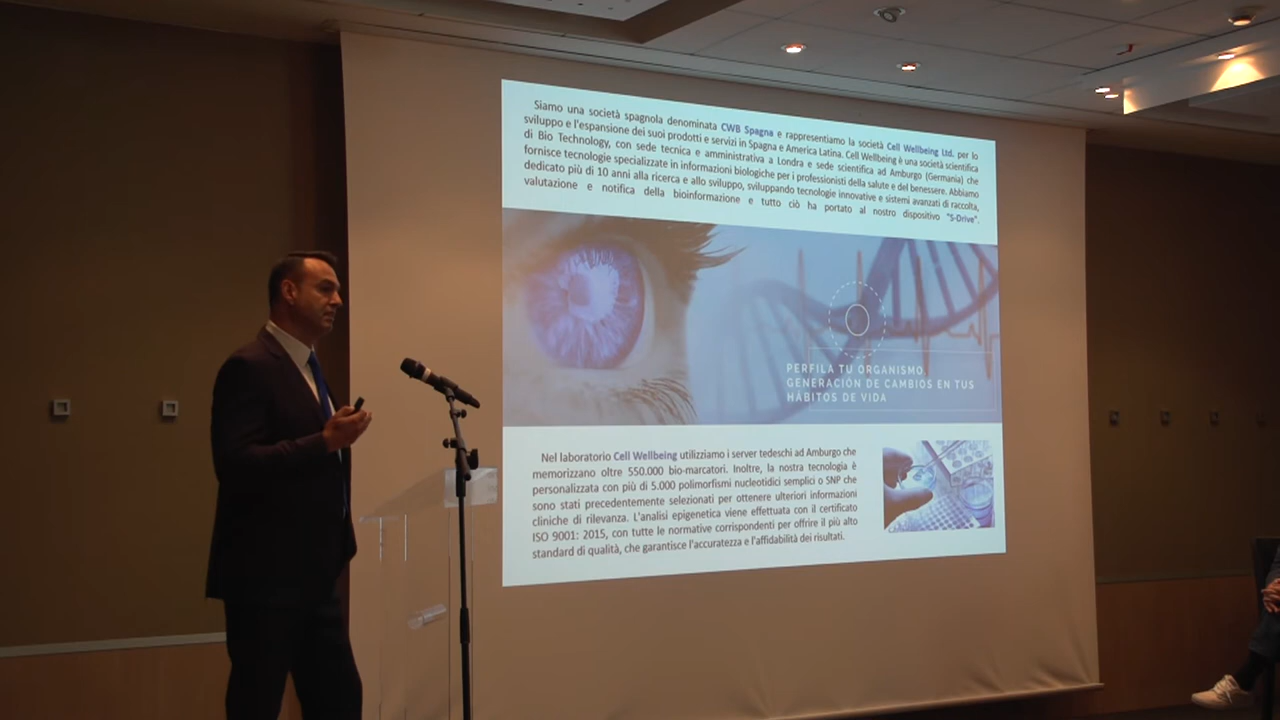 Siamo una società spagnola denominata CWB Spagna e rappresentiamo la società Cell Wellbeing Ltd. per lo
sviluppo e l'espansione dei suoi prodotti e servizi in Spagna e America Latina. Cell Wellbeing è una società scientifica
di Bio Technology, con sede tecnica e amministrativa a Londra e sede scientifica ad Amburgo (Germania) che
fornisce tecnologie specializzate in informazioni biologiche per i professionisti della salute e del benessere. Abbiamo
dedicato più di 10 anni alla ricerca e allo sviluppo, sviluppando tecnologie innovative e sistemi avanzati di raccolta,
valutazione e notifica della bioinformazione e tutto ciò ha portato al nostro dispositivo "S-Drive".
PERFILA TU ORGANISMO,
GENERACIÓN DE CAMBIOS EN TUS
HÁBITOS DE VIDA
Nel laboratorio Cell Wellbeing utilizziamo i server tedeschi ad Amburgo che
memorizzano oltre 550.000 bio-marcatori. Inoltre, la nostra tecnologia è
personalizzata con più di 5.000 polimorfismi nucleotidici semplici o SNP che
sono stati precedentemente selezionati per ottenere ulteriori informazioni
cliniche di rilevanza. L'analisi epigenetica viene effettuata con il certificato
ISO 9001: 2015, con tutte le normative corrispondenti per offrire il più alto
standard di qualità, che garantisce l'accuratezza e l'affidabilità dei risultati.